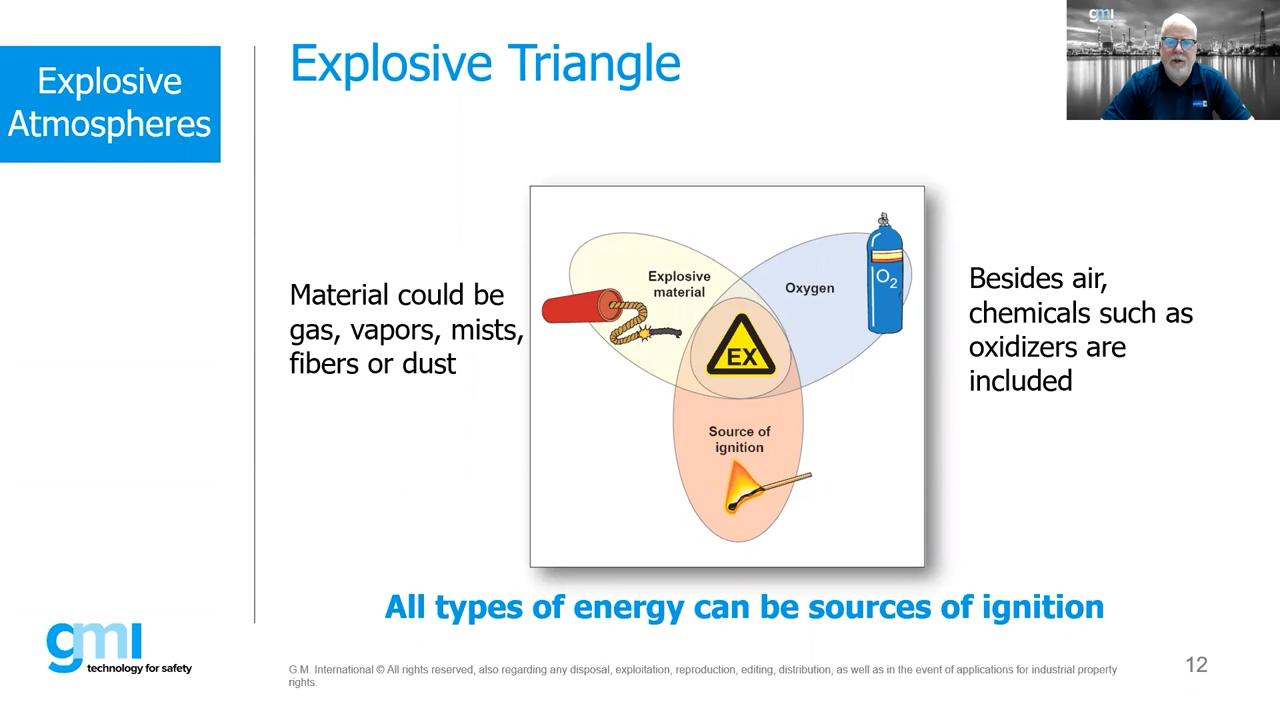 gmi
Explosive
Atmospheres
Explosive Triangle
Material could be
gas, vapors, mists,
fibers or dust
Explosive
material
Oxygen
O2
EX
Source of
ignition
Besides air,
chemicals such as
oxidizers are
included
All types of energy can be sources of ignition
gmi
technology for safety
G.M. International © All rights reserved, also regarding any disposal, exploitation, reproduction, editing, distribution, as well as in the event of applications for industrial property
rights.
12